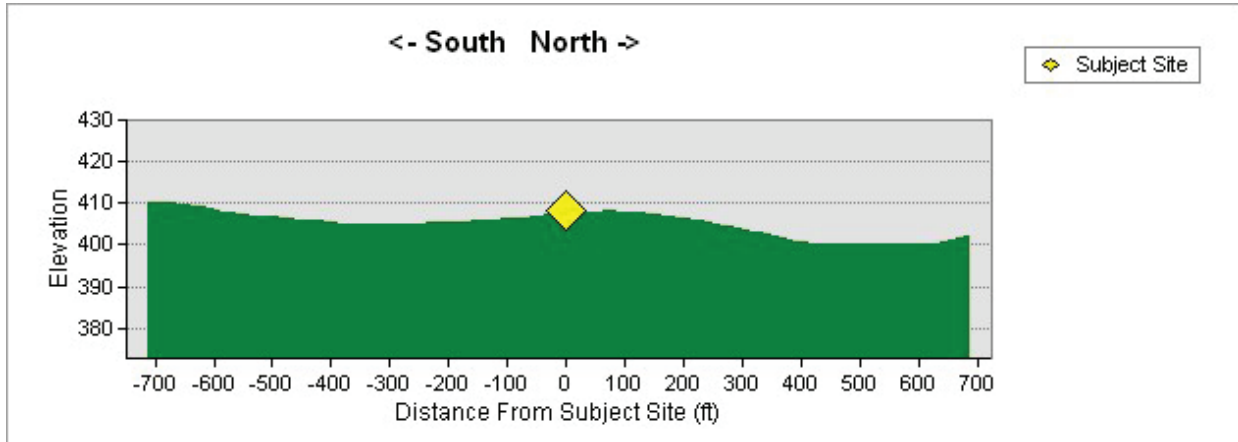 <- South   North ->
Subject Site
430
420
410
400
390
380
Elevation
-700 -600 -500 -400 -300 -200 -100 0 100 200 300 400 500 600 700
Distance From Subject Site (ft)